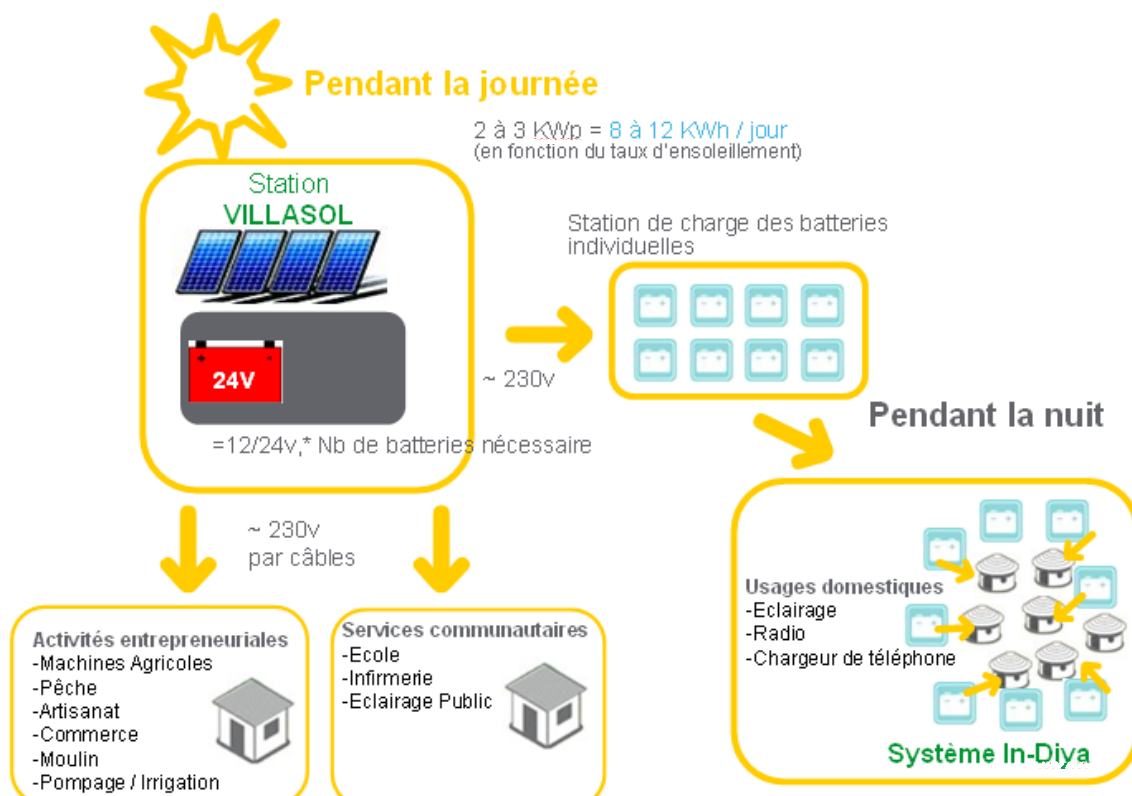 Pendant la journée
2 à 3 KWp = 8 à 12 KWh / jour
(en fonction du taux d'ensoleillement)
Station
VILLASOL
Station de charge des batteries
individuelles
+ -
24V
~ 230v
=12/24v,* Nb de batteries nécessaire
Pendant la nuit
~ 230v
par câbles
Activités entrepreneuriales
-Machines Agricoles
-Pêche
-Artisanat
-Commerce
-Moulin
-Pompage / Irrigation
Services communautaires
-Ecole
-Infirmerie
-Eclairage Public
Usages domestiques
-Eclairage
-Radio
-Chargeur de téléphone
Système In-Diya